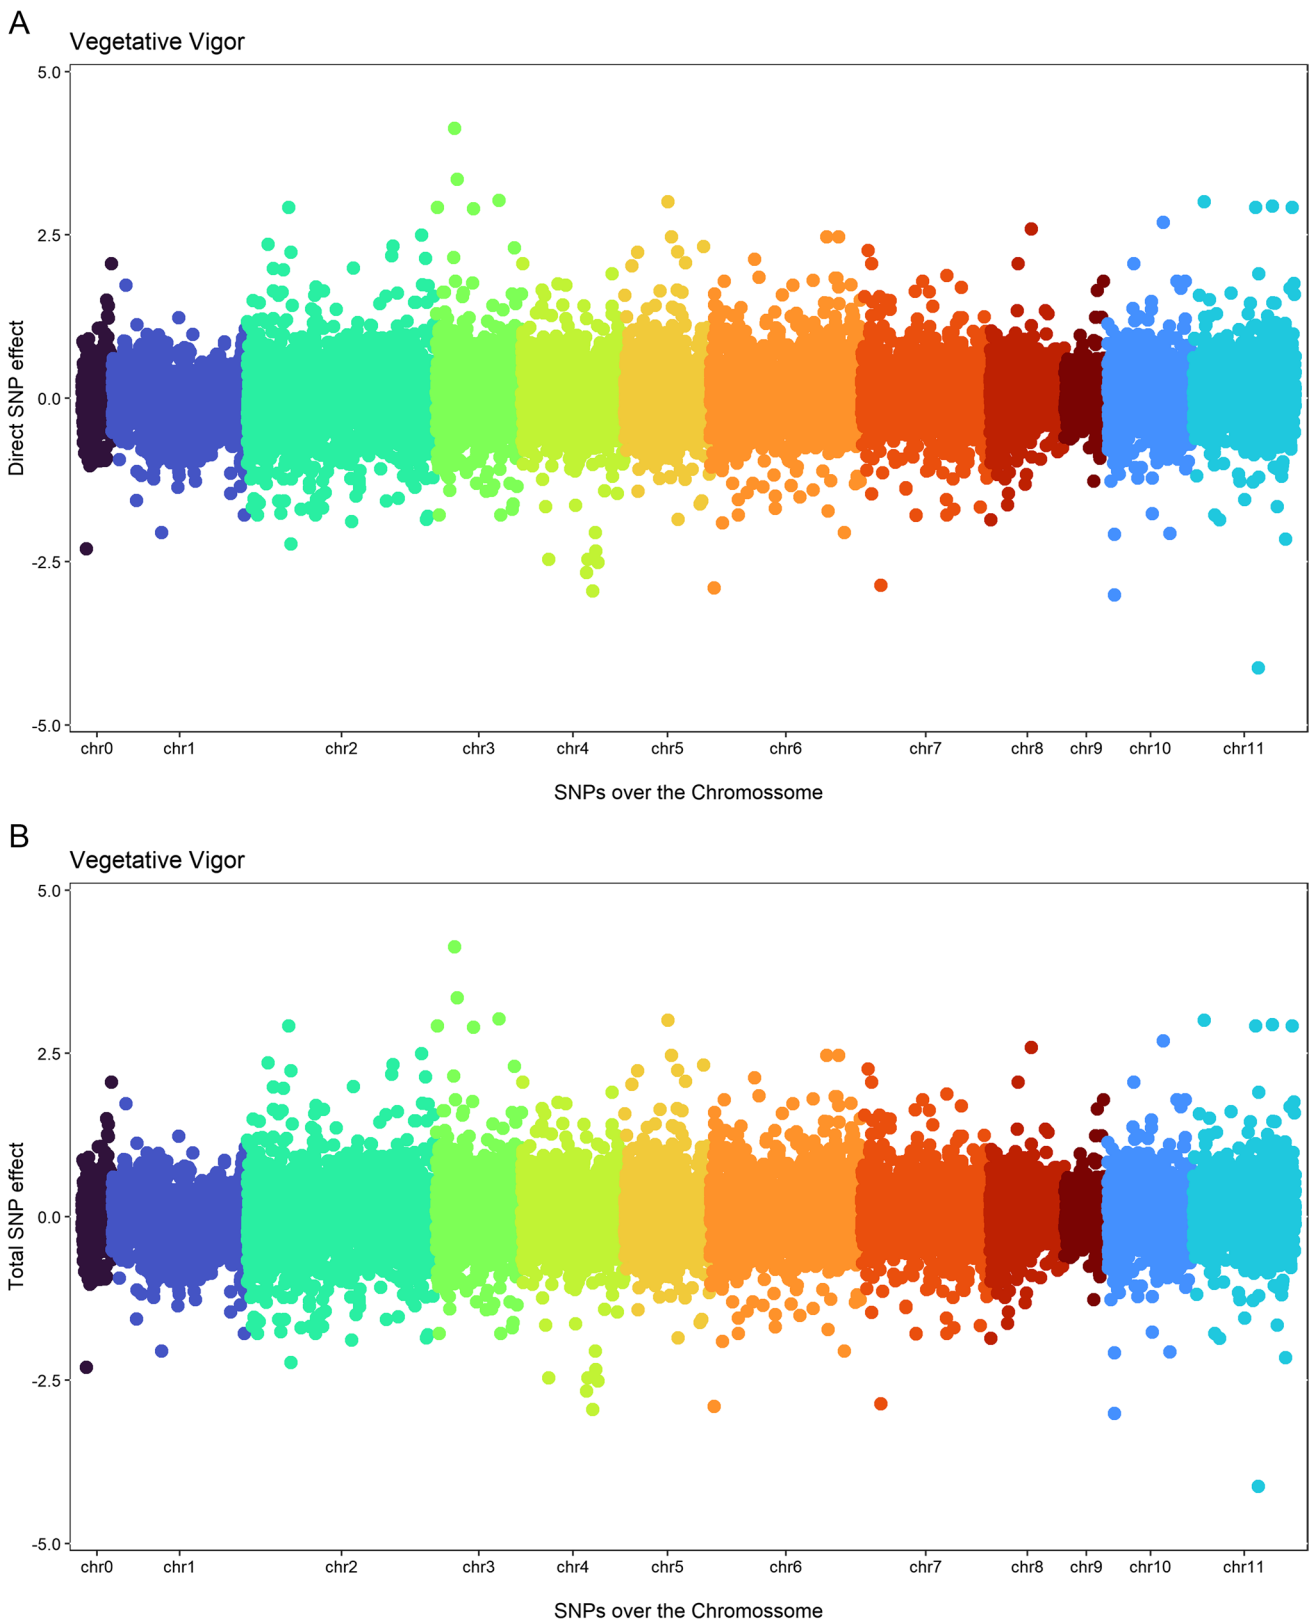 A
Vegetative Vigor
Direct SNP effect
5.0
2.5
0.0
-2.5
-5.0
chr0 chr1 chr2 chr3 chr4 chr5 chr6 chr7 chr8 chr9 chr10 chr11
SNPs over the Chromossome
B
Vegetative Vigor
Total SNP effect
5.0
2.5
0.0
-2.5
-5.0
chr0 chr1 chr2 chr3 chr4 chr5 chr6 chr7 chr8 chr9 chr10 chr11
SNPs over the Chromossome